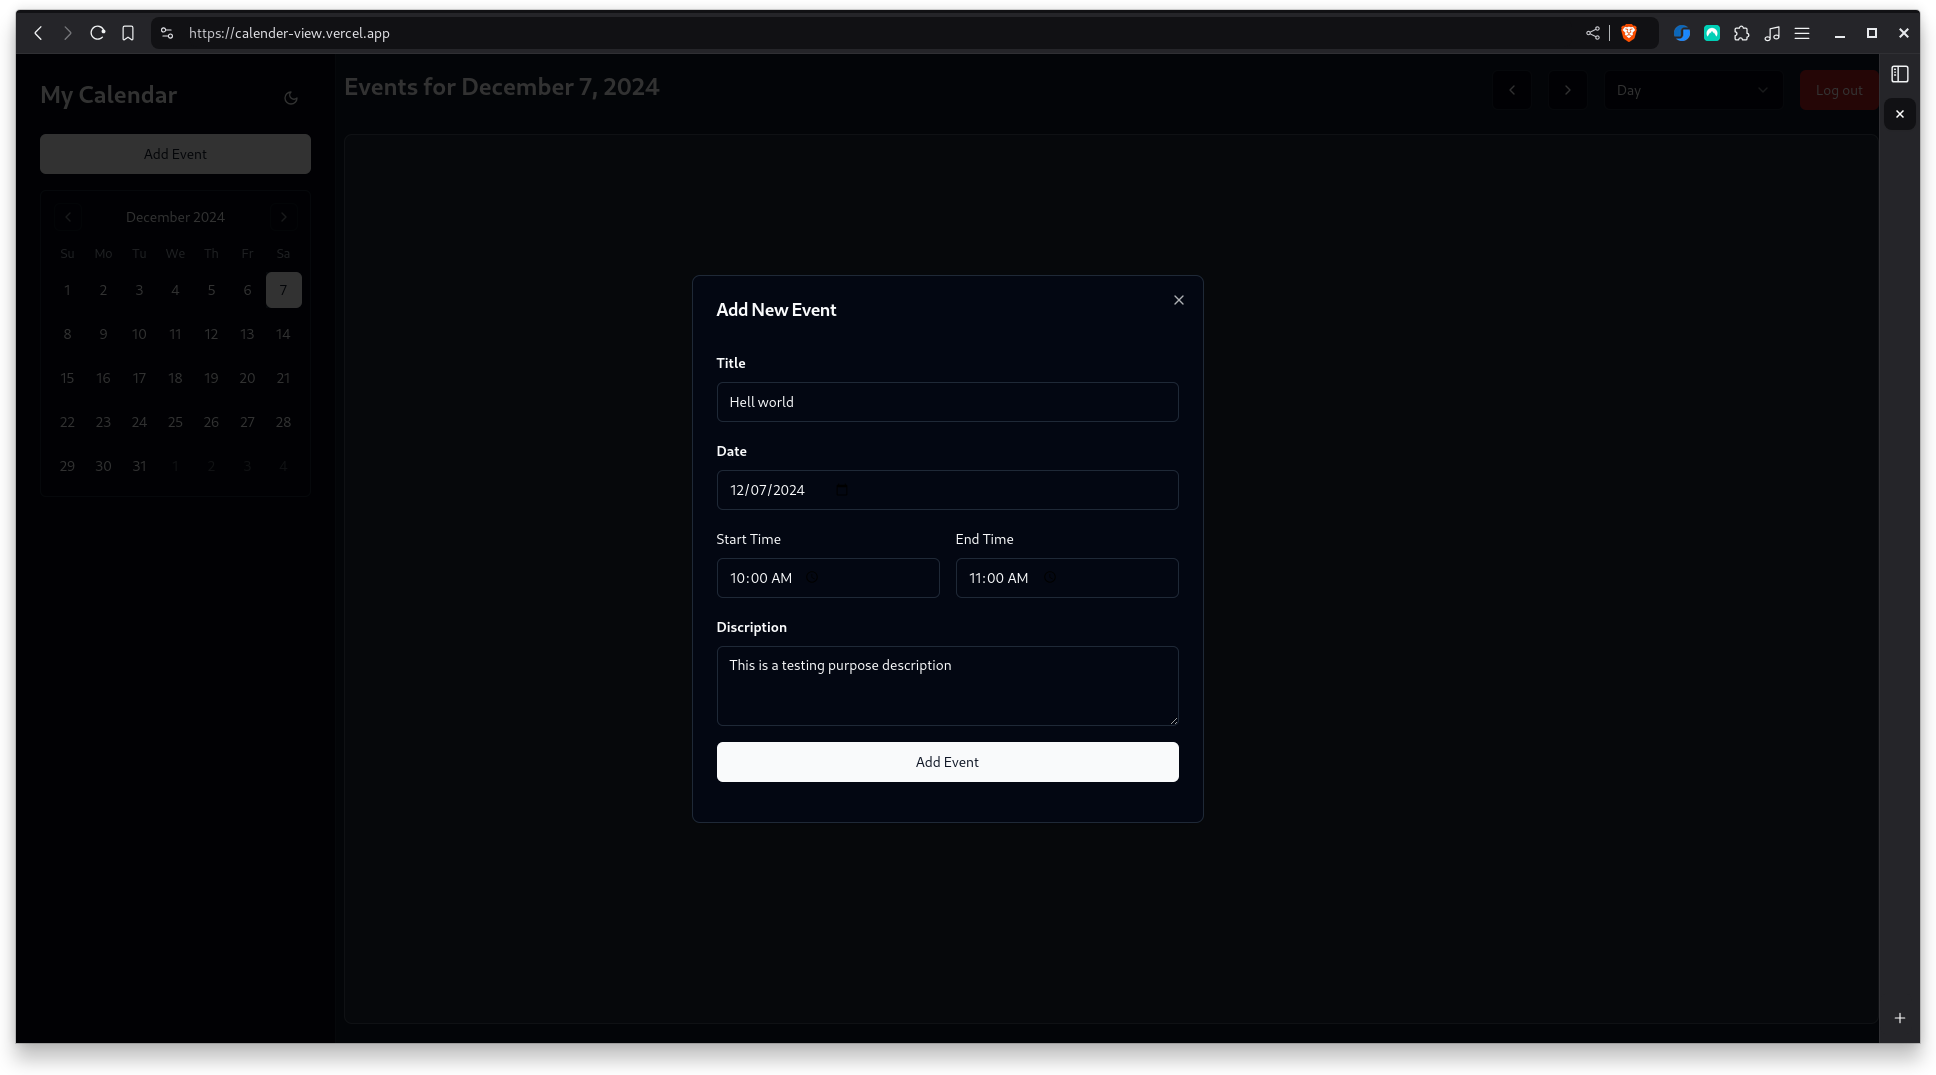 https://calender-view.vercel.app
My Calendar
Add Event
December 2024
Su Mo Tu We Th Fr Sa
1 2 3 4 5 6 7
8 9 10 11 12 13 14
15 16 17 18 19 20 21
22 23 24 25 26 27 28
29 30 31 1 2 3 4
Events for December 7, 2024
Day
Log out
Add New Event
Title
Hell world
Date
12/07/2024
Start Time
10:00 AM
End Time
11:00 AM
Discription
This is a testing purpose description
Add Event